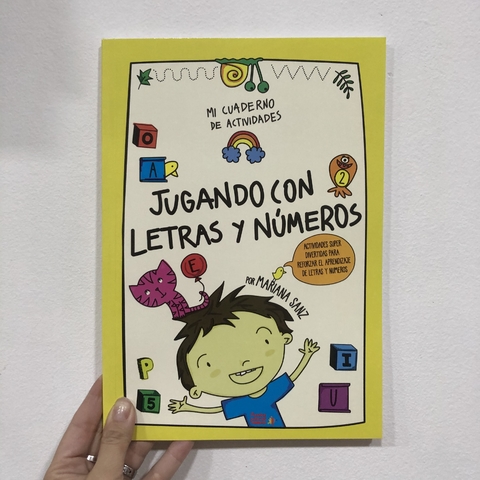 MI CUADERNO
DE ACTIVIDADES
O
A
JUGANDO CON
LETRAS Y NÚMEROS
2
ACTIVIDADES SUPER
DIVERTIDAS PARA
REFORZAR EL APRENDIZAJE
DE LETRAS Y NÚMEROS
E
POR MARIANA SANZ
P
I
5
U